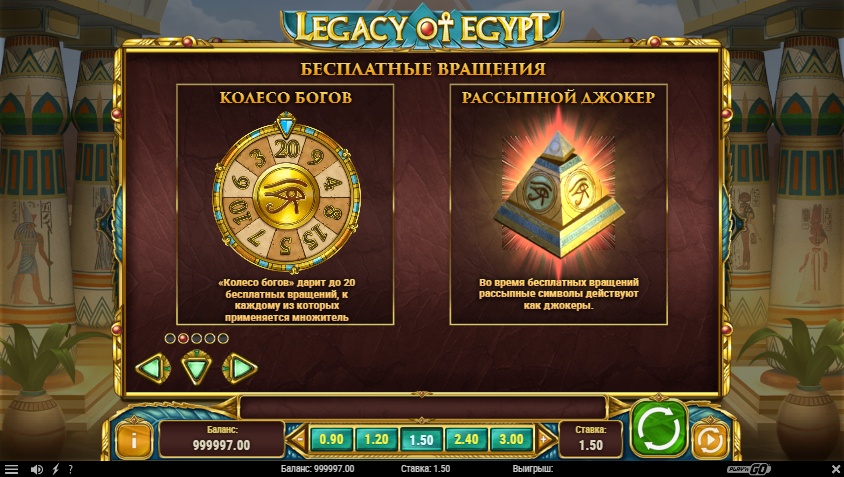 LEGACY OF EGYPT
БЕСПЛАТНЫЕ ВРАЩЕНИЯ
КОЛЕСО БОГОВ
РАССЫПНОЙ ДЖОКЕР
20
9
4
8
15
5
7
10
6
3
«Колесо богов» дарит до 20
бесплатных вращений, к
каждому из которых
применяется множитель
Во время бесплатных вращений
рассыпные символы действуют
как джокеры.
i
Баланс:
999997.00
-
0.90
1.20
1.50
2.40
3.00
+
Ставка:
1.50
?
Баланс: 999997.00
Ставка: 1.50
Выигрыш:
PLAY'N GO